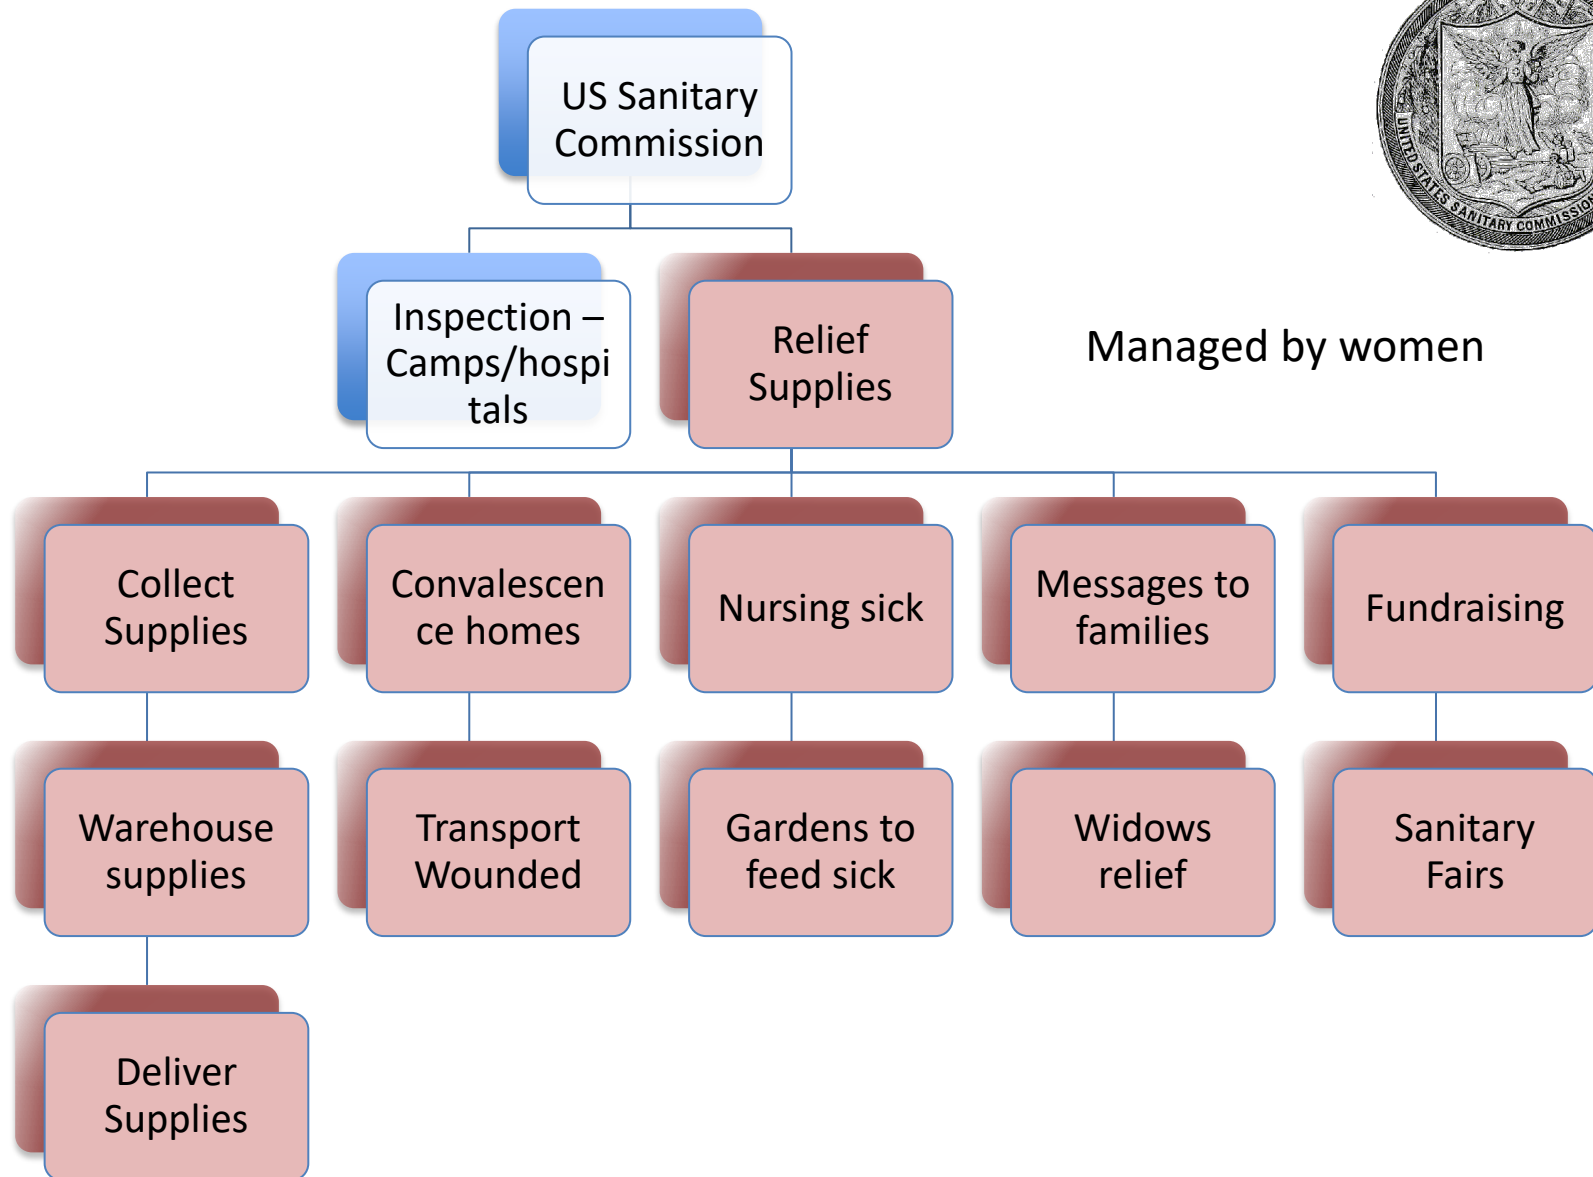 US Sanitary
Commission
UNITED STATES SANITARY COMMISSION
Inspection –
Camps/hospi
tals
Relief
Supplies
Managed by women
Collect
Supplies
Convalescen
ce homes
Nursing sick
Messages to
families
Fundraising
Warehouse
supplies
Transport
Wounded
Gardens to
feed sick
Widows
relief
Sanitary
Fairs
Deliver
Supplies